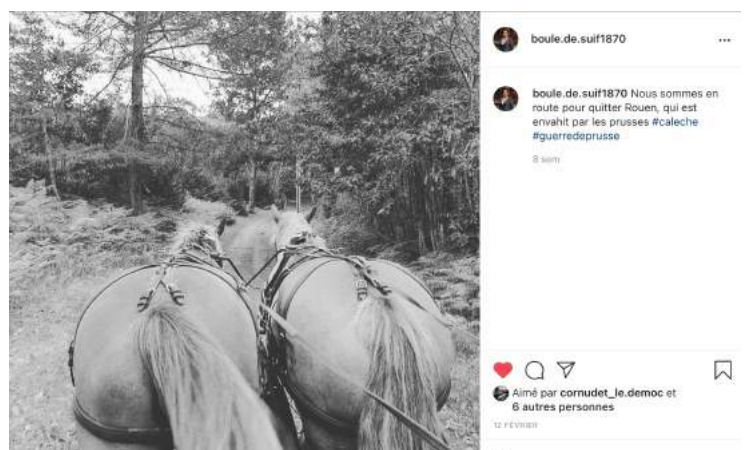 boule.de.suif1870
boule.de.suif1870 Nous sommes en
route pour quitter Rouen, qui est
envahit par les prusses #caleche
#guerredeprusse
8 sem
Aimé par cornudet_le.democ et
6 autres personnes
12 FÉVRIER